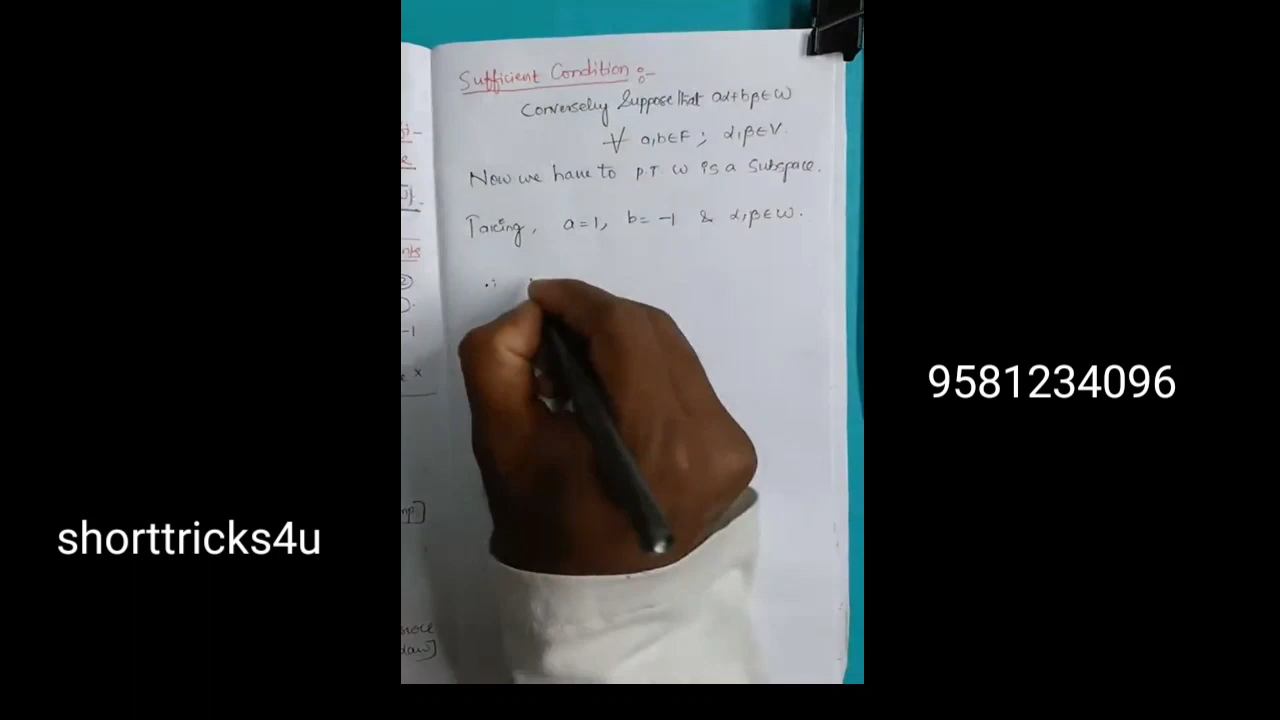 Sufficient Condition :-
Conversely Suppose that aα+bβ∈W
∀ a,b∈F ; α,β∈V.
Now we have to P.T W is a Subspace.
Taking, a=1, b= -1 & α,β∈W.
∴
9581234096
shorttricks4u